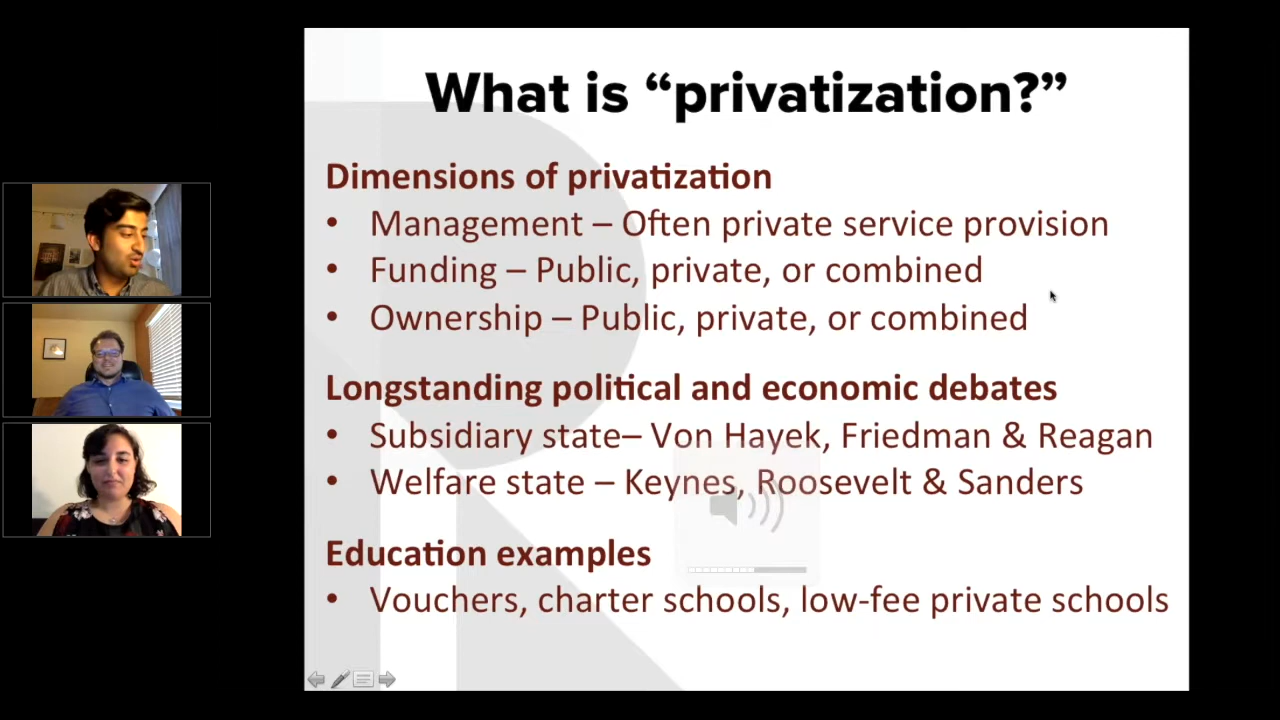 What is “privatization?”
Dimensions of privatization
• Management – Often private service provision
• Funding – Public, private, or combined
• Ownership – Public, private, or combined
Longstanding political and economic debates
• Subsidiary state– Von Hayek, Friedman & Reagan
• Welfare state – Keynes, Roosevelt & Sanders
Education examples
• Vouchers, charter schools, low-fee private schools